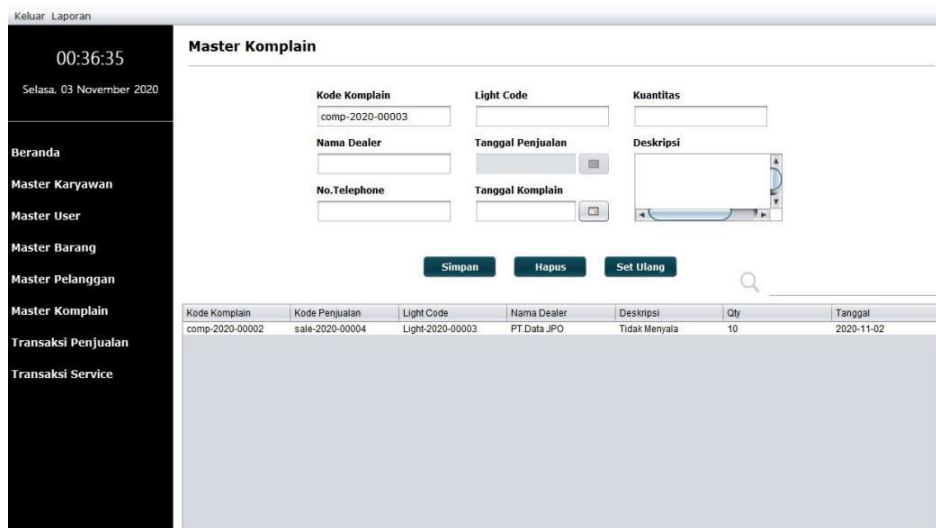 Keluar Laporan
00:36:35
Selasa, 03 November 2020
Beranda
Master Karyawan
Master User
Master Barang
Master Pelanggan
Master Komplain
Transaksi Penjualan
Transaksi Service
Master Komplain
Kode Komplain Light Code Kuantitas
comp-2020-00003
Nama Dealer Tanggal Penjualan Deskripsi
No.Telephone Tanggal Komplain
Simpan Hapus Set Ulang
Kode Komplain Kode Penjualan Light Code Nama Dealer Deskripsi Qty Tanggal
comp-2020-00002 sale-2020-00004 Light-2020-00003 PT.Data JPO Tidak Menyala 10 2020-11-02